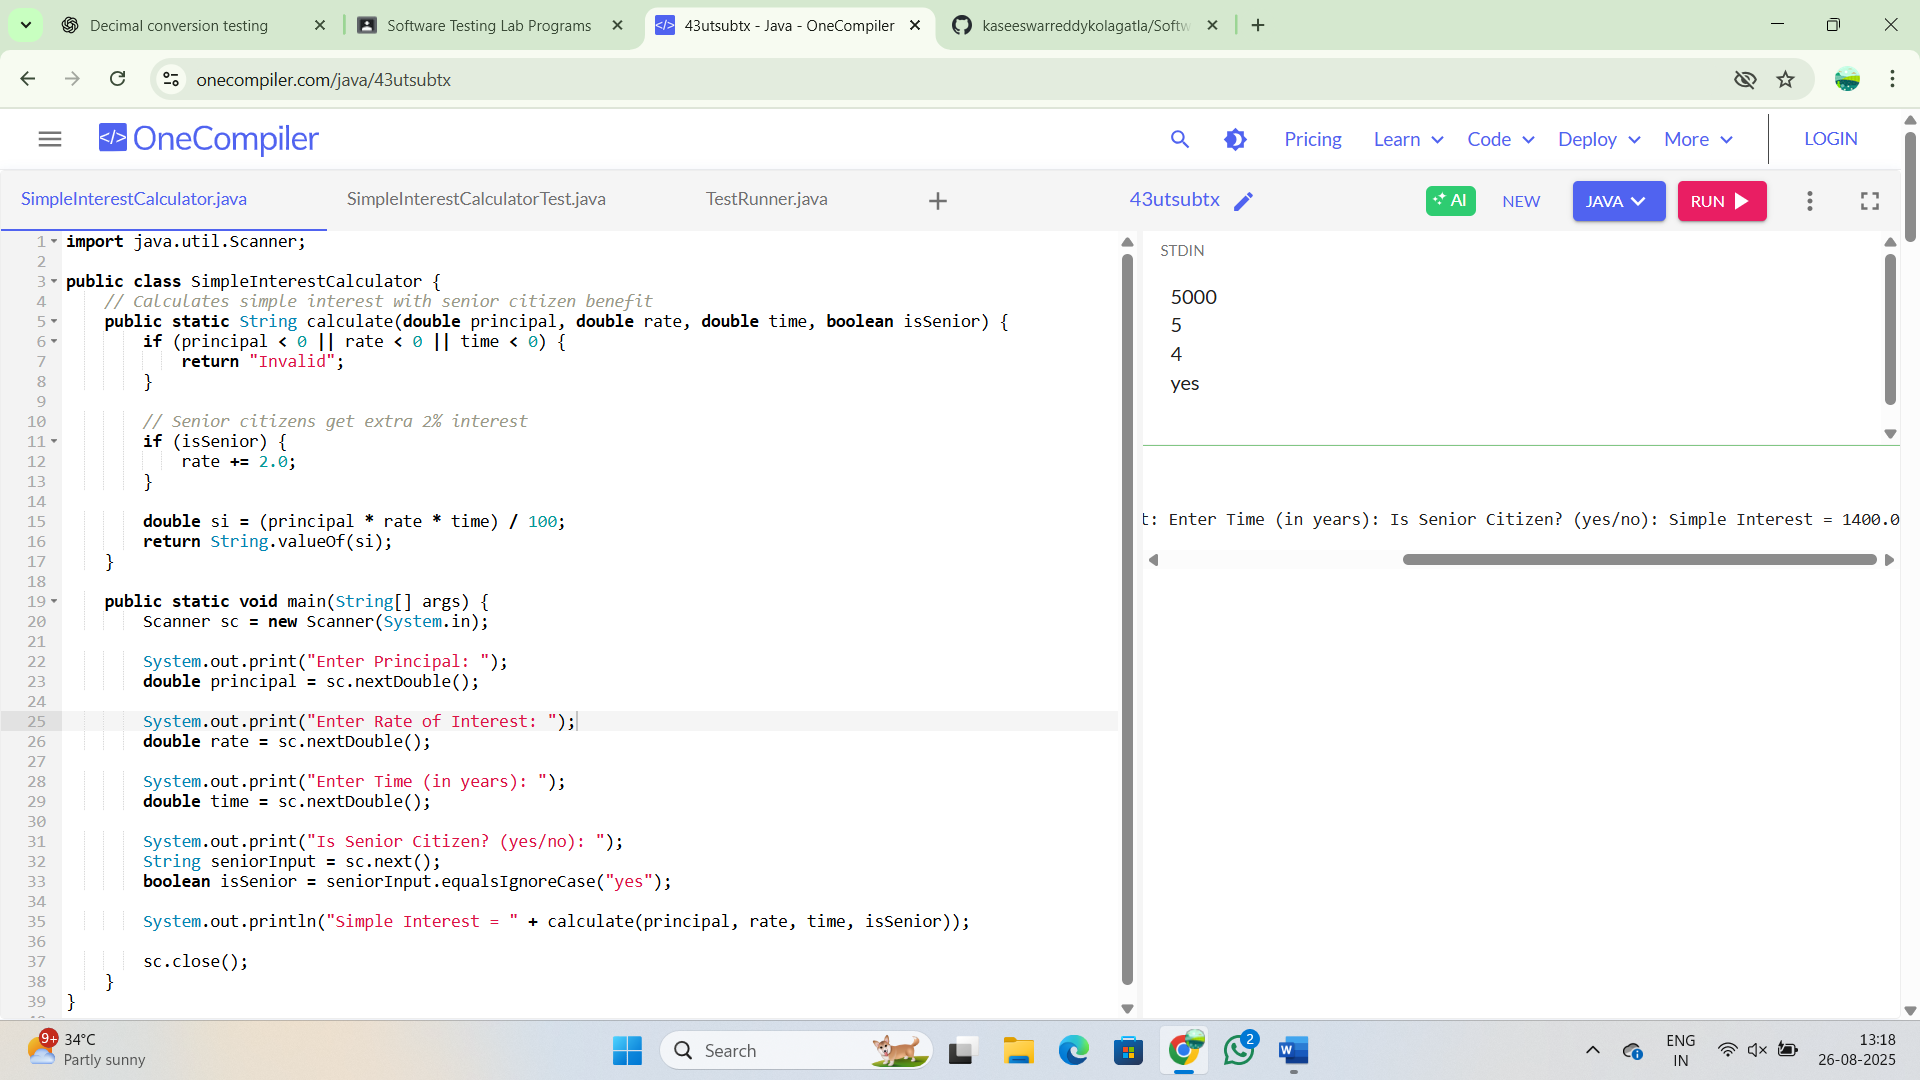 Decimal conversion testing
Software Testing Lab Programs
43utsubtx - Java - OneCompiler
kaseeswarreddykolagatla/Softw
onecompiler.com/java/43utsubtx
OneCompiler
Pricing
Learn
Code
Deploy
More
LOGIN
SimpleInterestCalculator.java
SimpleInterestCalculatorTest.java
TestRunner.java
43utsubtx
AI
NEW
JAVA
RUN
1 import java.util.Scanner;
2
3 public class SimpleInterestCalculator {
4     // Calculates simple interest with senior citizen benefit
5     public static String calculate(double principal, double rate, double time, boolean isSenior) {
6         if (principal < 0 || rate < 0 || time < 0) {
7             return "Invalid";
8         }
9
10         // Senior citizens get extra 2% interest
11         if (isSenior) {
12             rate += 2.0;
13         }
14
15         double si = (principal * rate * time) / 100;
16         return String.valueOf(si);
17     }
18
19     public static void main(String[] args) {
20         Scanner sc = new Scanner(System.in);
21
22         System.out.print("Enter Principal: ");
23         double principal = sc.nextDouble();
24
25         System.out.print("Enter Rate of Interest: ");
26         double rate = sc.nextDouble();
27
28         System.out.print("Enter Time (in years): ");
29         double time = sc.nextDouble();
30
31         System.out.print("Is Senior Citizen? (yes/no): ");
32         String seniorInput = sc.next();
33         boolean isSenior = seniorInput.equalsIgnoreCase("yes");
34
35         System.out.println("Simple Interest = " + calculate(principal, rate, time, isSenior));
36
37         sc.close();
38     }
39 }
STDIN
5000
5
4
yes
t: Enter Time (in years): Is Senior Citizen? (yes/no): Simple Interest = 1400.0
9+
34°C
Partly sunny
Search
2
ENG
IN
13:18
26-08-2025